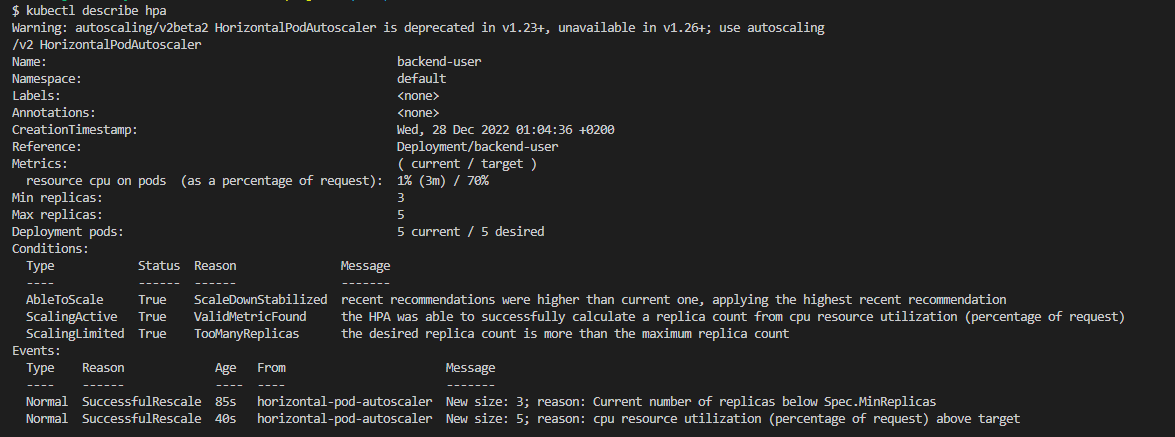 $ kubectl describe hpa
Warning: autoscaling/v2beta2 HorizontalPodAutoscaler is deprecated in v1.23+, unavailable in v1.26+; use autoscaling
/v2 HorizontalPodAutoscaler
Name: backend-user
Namespace: default
Labels: <none>
Annotations: <none>
CreationTimestamp: Wed, 28 Dec 2022 01:04:36 +0200
Reference: Deployment/backend-user
Metrics: ( current / target )
  resource cpu on pods  (as a percentage of request):  1% (3m) / 70%
Min replicas: 3
Max replicas: 5
Deployment pods: 5 current / 5 desired
Conditions:
  Type            Status  Reason               Message
  ----            ------  ------               -------
  AbleToScale     True    ScaleDownStabilized  recent recommendations were higher than current one, applying the highest recent recommendation
  ScalingActive   True    ValidMetricFound     the HPA was able to successfully calculate a replica count from cpu resource utilization (percentage of request)
  ScalingLimited  True    TooManyReplicas      the desired replica count is more than the maximum replica count
Events:
  Type    Reason             Age   From                       Message
  ----    ------             ----  ----                       -------
  Normal  SuccessfulRescale  85s   horizontal-pod-autoscaler  New size: 3; reason: Current number of replicas below Spec.MinReplicas
  Normal  SuccessfulRescale  40s   horizontal-pod-autoscaler  New size: 5; reason: cpu resource utilization (percentage of request) above target